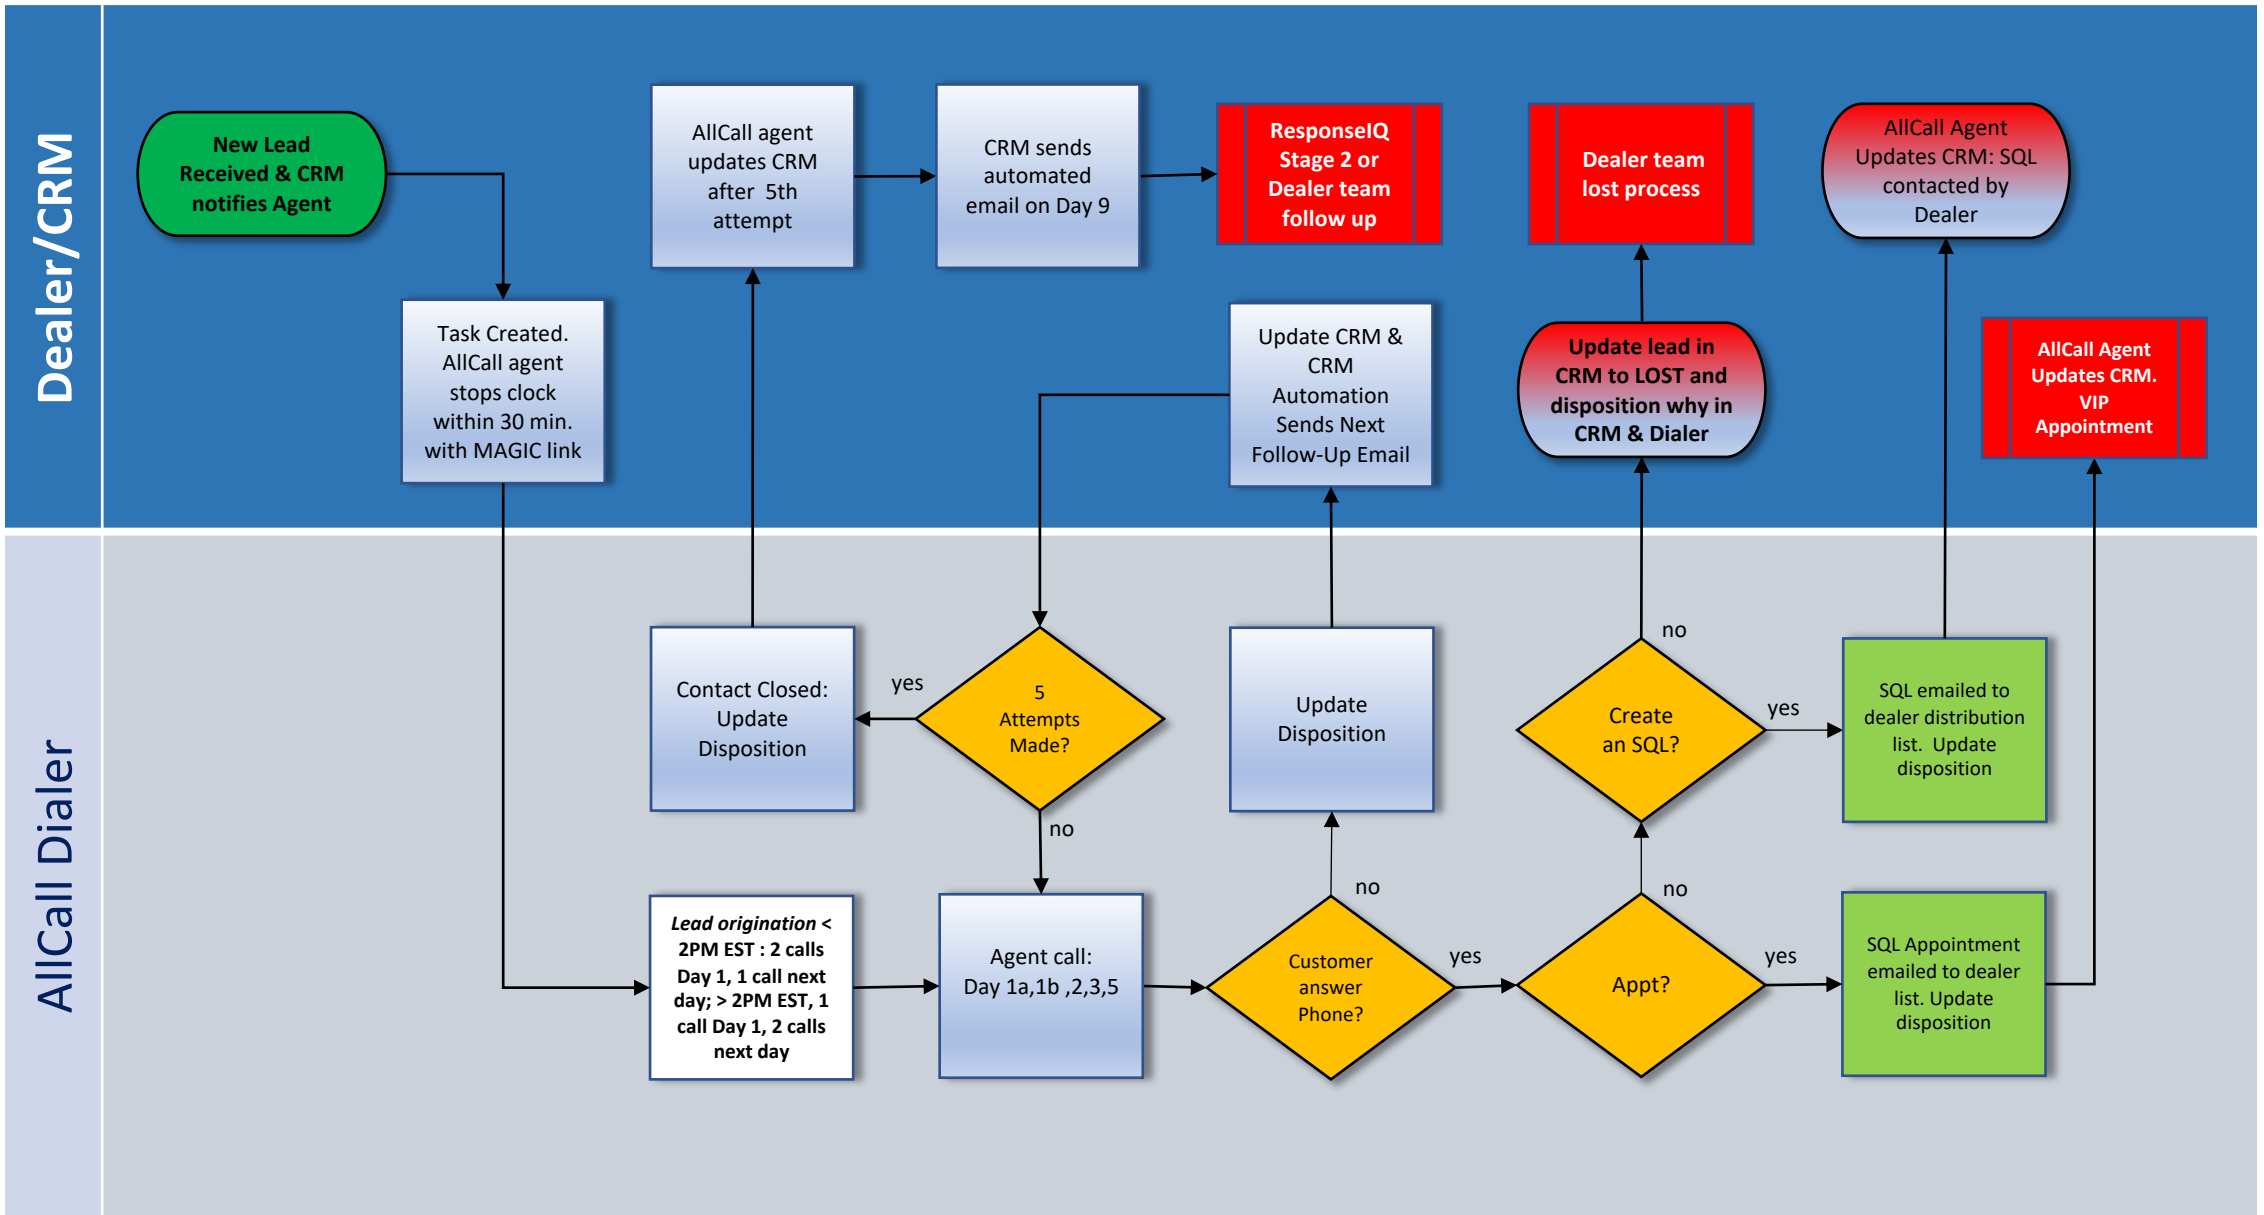 Dealer/CRM
New Lead
Received & CRM
notifies Agent
Task Created.
AllCall agent
stops clock
within 30 min.
with MAGIC link
AllCall agent
updates CRM
after 5th
attempt
CRM sends
automated
email on Day 9
ResponseIQ
Stage 2 or
Dealer team
follow up
Dealer team
lost process
AllCall Agent
Updates CRM: SQL
contacted by
Dealer
Update CRM &
CRM
Automation
Sends Next
Follow-Up Email
Update lead in
CRM to LOST and
disposition why in
CRM & Dialer
AllCall Agent
Updates CRM.
VIP
Appointment
AllCall Dialer
Contact Closed:
Update
Disposition
yes
5
Attempts
Made?
no
Update
Disposition
no
Create
an SQL?
yes
SQL emailed to
dealer distribution
list. Update
disposition
Lead origination <
2PM EST : 2 calls
Day 1, 1 call next
day; > 2PM EST, 1
call Day 1, 2 calls
next day
Agent call:
Day 1a,1b ,2,3,5
no
Customer
answer
Phone?
yes
no
Appt?
yes
SQL Appointment
emailed to dealer
list. Update
disposition